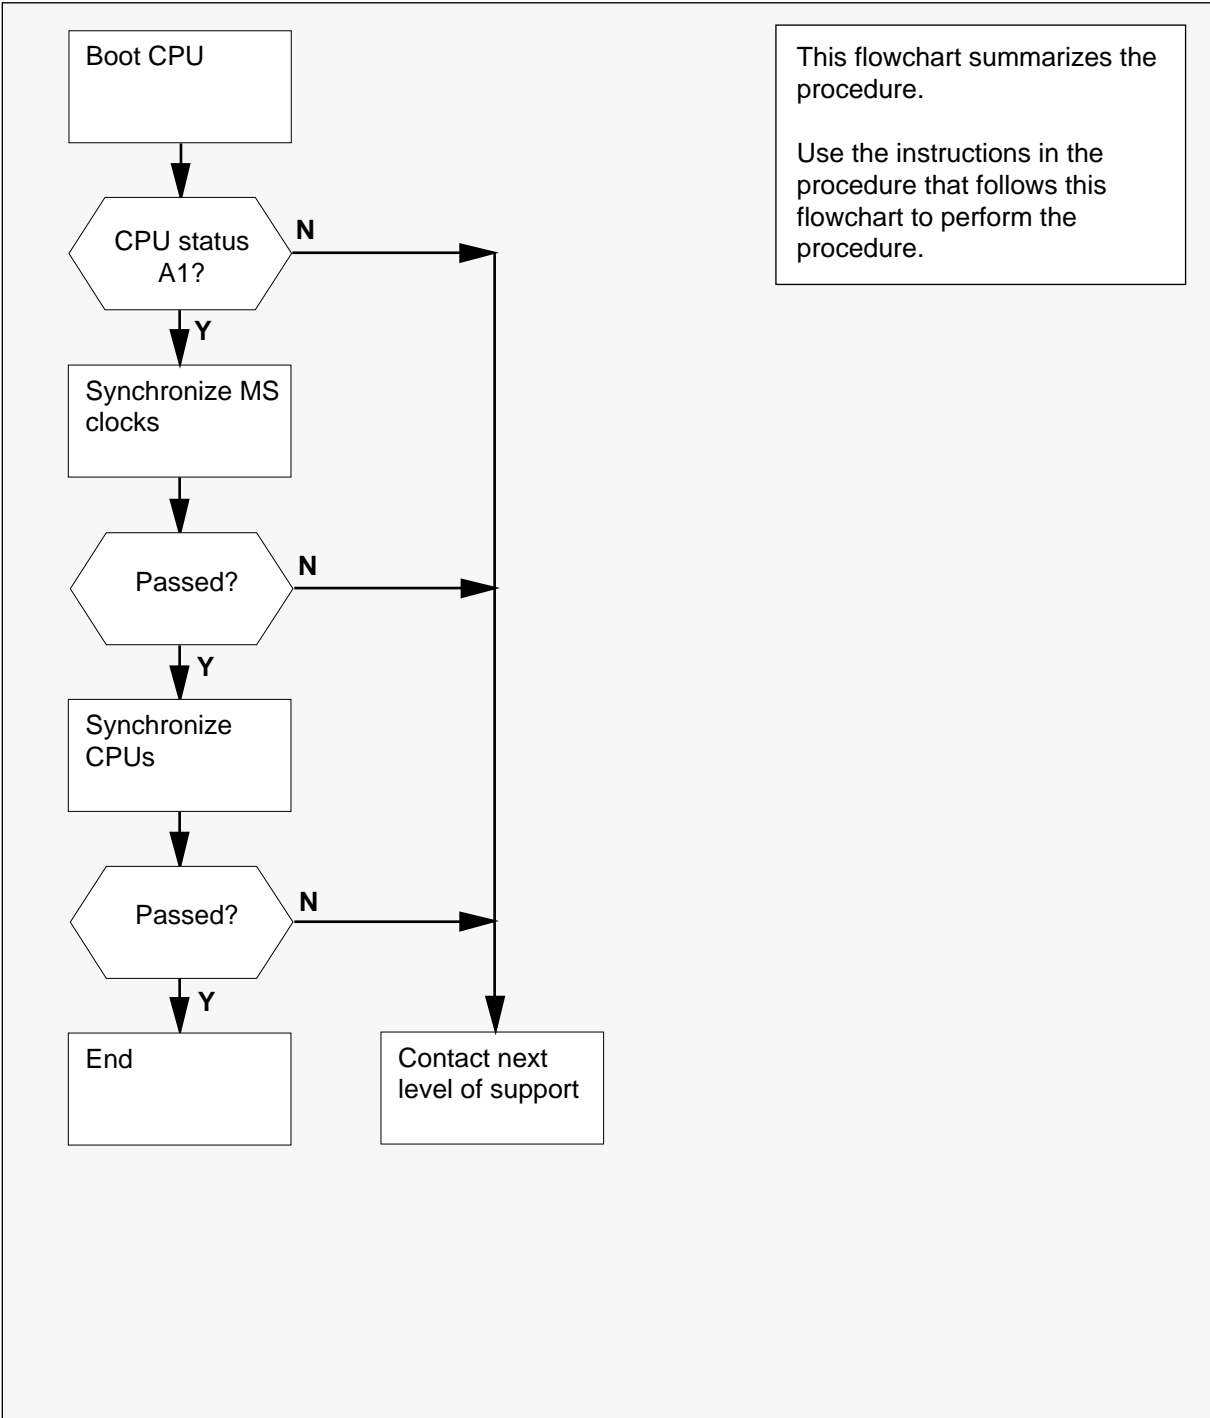 Boot CPU
This flowchart summarizes the
procedure.
Use the instructions in the
procedure that follows this
flowchart to perform the
procedure.
CPU status
A1?
N
Y
Synchronize MS
clocks
Passed?
N
Y
Synchronize
CPUs
Passed?
N
Y
End
Contact next
level of support